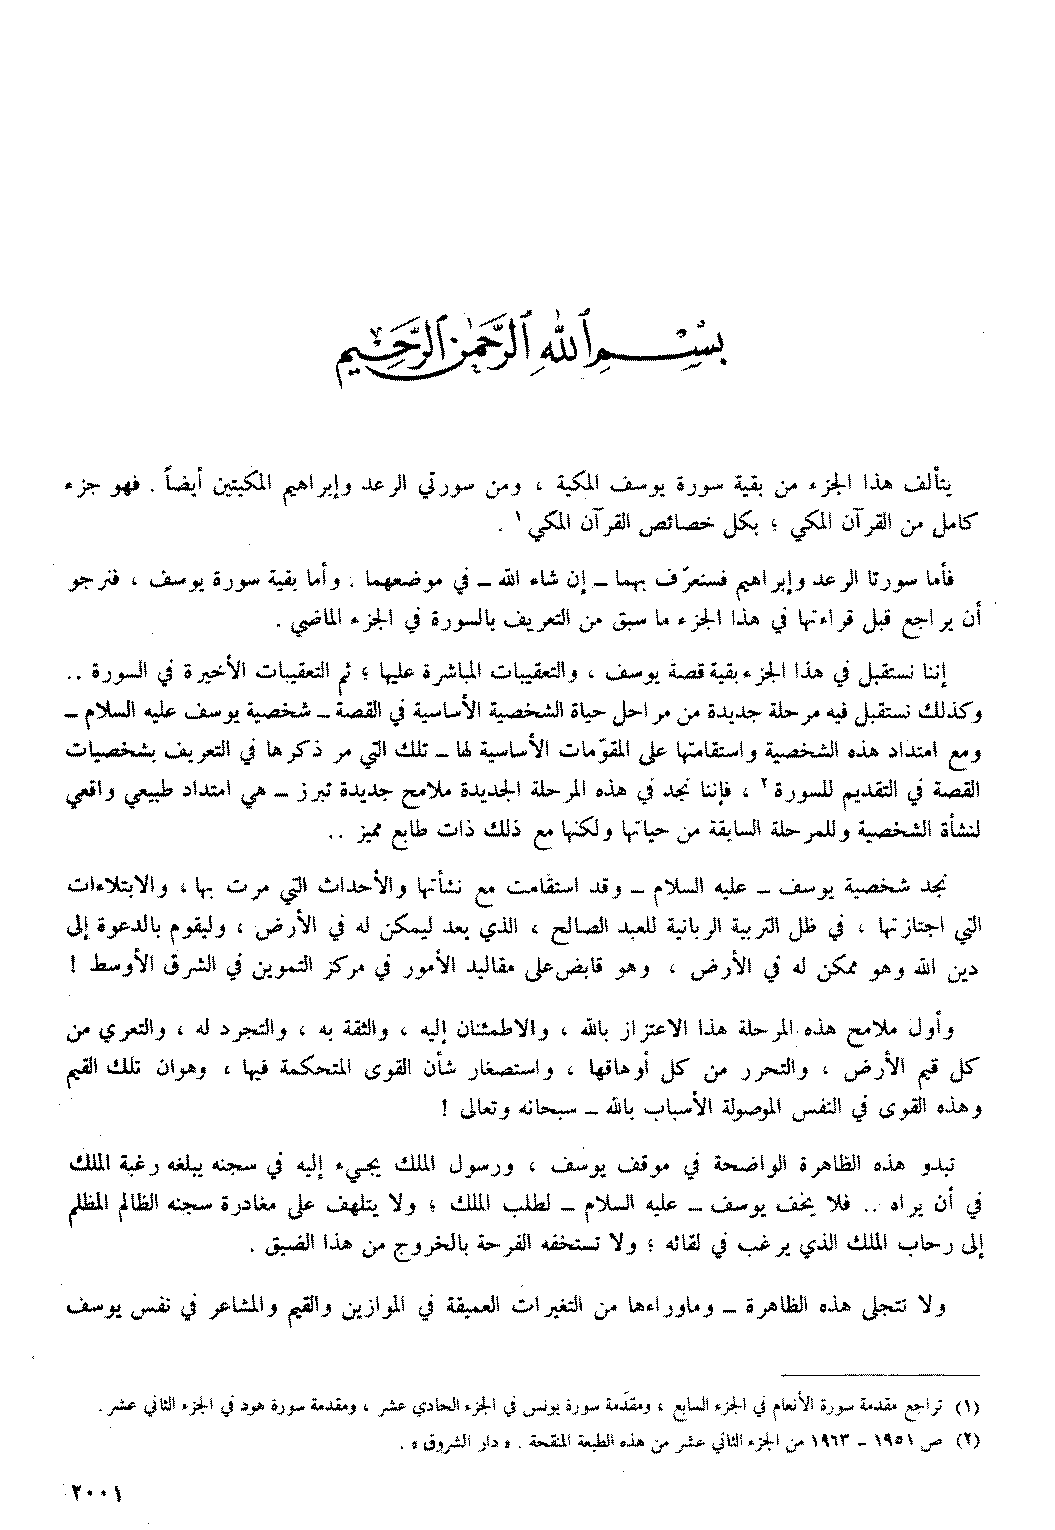 بِسْمِ ٱللَّهِ ٱلرَّحْمَٰنِ ٱلرَّحِيمِ
يتألف هذا الجزء من بقية سورة يوسف المكية ، ومن سورتي الرعد وإبراهيم المكيتين أيضاً . فهو جزء
كامل من القرآن المكي ؛ بكل خصائص القرآن المكي ١ .
فأما سورتا الرعد وإبراهيم فسنعرّف بهما – إن شاء الله – في موضعهما . وأما بقية سورة يوسف ، فنرجو
أن يراجع قبل قراءتها في هذا الجزء ما سبق من التعريف بالسورة في الجزء الماضي .
إننا نستقبل في هذا الجزء بقية قصة يوسف ، والتعقيبات المباشرة عليها ؛ ثم التعقيبات الأخيرة في السورة ..
وكذلك نستقبل فيه مرحلة جديدة من مراحل حياة الشخصية الأساسية في القصة – شخصية يوسف عليه السلام –
ومع امتداد هذه الشخصية واستقامتها على المقوّمات الأساسية لها – تلك التي مر ذكرها في التعريف بشخصيات
القصة في التقديم للسورة ٢ ، فإننا نجد في هذه المرحلة الجديدة ملامح جديدة تبرز – هي امتداد طبيعي واقعي
لنشأة الشخصية وللمرحلة السابقة من حياتها ولكنها مع ذلك ذات طابع مميز ..
نجد شخصية يوسف – عليه السلام – وقد استقامت مع نشأتها والأحداث التي مرت بها ، والابتلاءات
التي اجتازتها ، في ظل التربية الربانية للعبد الصالح ، الذي يعد ليمكن له في الأرض ، وليقوم بالدعوة إلى
دين الله وهو ممكن له في الأرض ، وهو قابض على مقاليد الأمور في مركز التموين في الشرق الأوسط !
وأول ملامح هذه المرحلة هذا الاعتزاز بالله ، والاطمئنان إليه ، والثقة به ، والتجرد له ، والتعري من
كل قيم الأرض ، والتحرر من كل أوهاقها ، واستصغار شأن القوى المتحكمة فيها ، وهوان تلك القيم
وهذه القوى في النفس الموصولة الأسباب بالله – سبحانه وتعالى !
تبدو هذه الظاهرة الواضحة في موقف يوسف ، ورسول الملك يجيء إليه في سجنه يبلغه رغبة الملك
في أن يراه .. فلا يخف يوسف – عليه السلام – لطلب الملك ؛ ولا يتلهف على مغادرة سجنه الظالم المظلم
إلى رحاب الملك الذي يرغب في لقائه ؛ ولا تستخفه الفرحة بالخروج من هذا الضيق .
ولا تتجلى هذه الظاهرة – وماوراءها من التغيرات العميقة في الموازين والقيم والمشاعر في نفس يوسف
(١) تراجع مقدمة سورة الأنعام في الجزء السابع ، ومقدّمة سورة يونس في الجزء الحادي عشر ، ومقدمة سورة هود في الجزء الثاني عشر .
(٢) ص ١٩٥١ – ١٩٦٣ من الجزء الثاني عشر من هذه الطبعة المنقحة . « دار الشروق » .
٢٠٠١